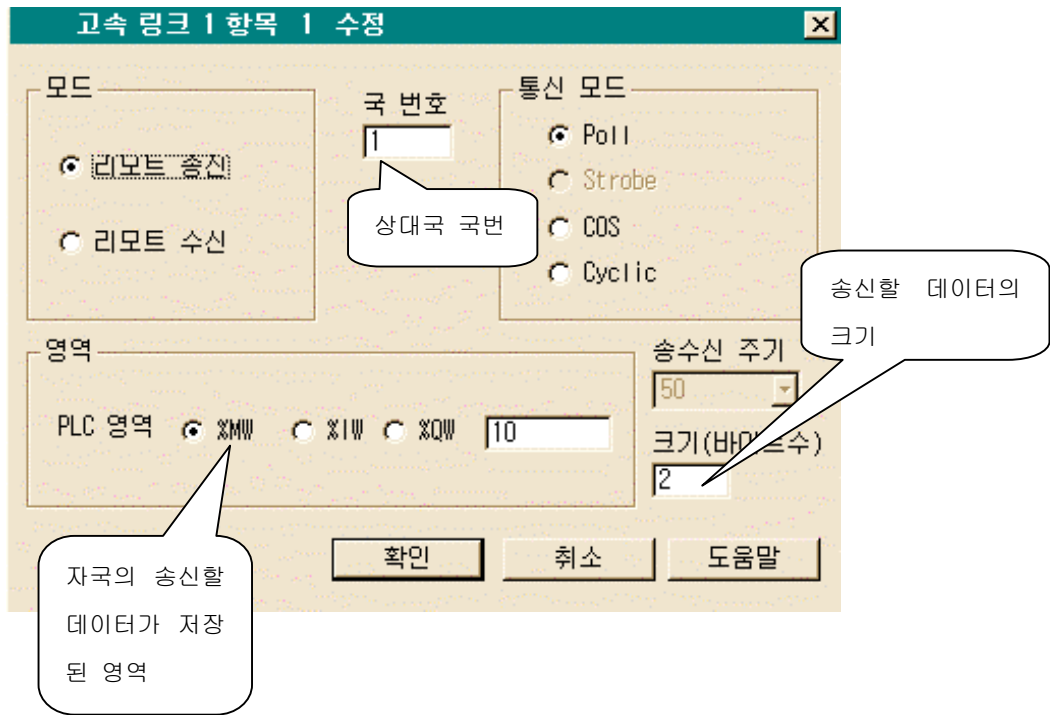 고속 링크 1 항목 1 수정
모드
국 번호
통신 모드
1
Poll
리모트 송신
Strobe
상대국 국번
COS
리모트 수신
Cyclic
송신할 데이터의
크기
영역
송수신 주기
50
PLC 영역 %MW %IW %QW 10
크기(바이트수)
2
확인 취소 도움말
자국의 송신할
데이터가 저장
된 영역